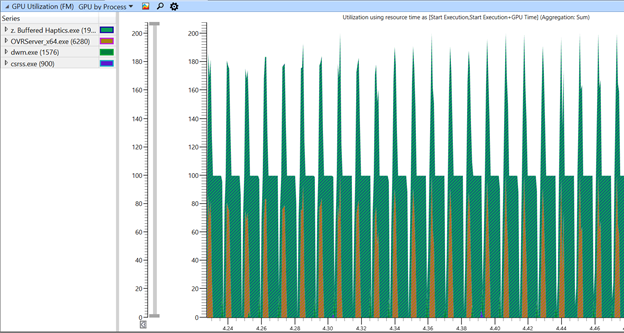 GPU Utilization (FM) GPU by Process
Series
z. Buffered Haptics.exe (19...
OVRServer_x64.exe (6280)
dwm.exe (1576)
csrss.exe (900)
Utilization using resource time as [Start Execution,Start Execution+GPU Time] (Aggregation: Sum)
200 200
180 180
160 160
140 140
120 120
100 100
80 80
60 60
40 40
20 20
0 0
4.24 4.26 4.28 4.30 4.32 4.34 4.36 4.38 4.40 4.42 4.44 4.46